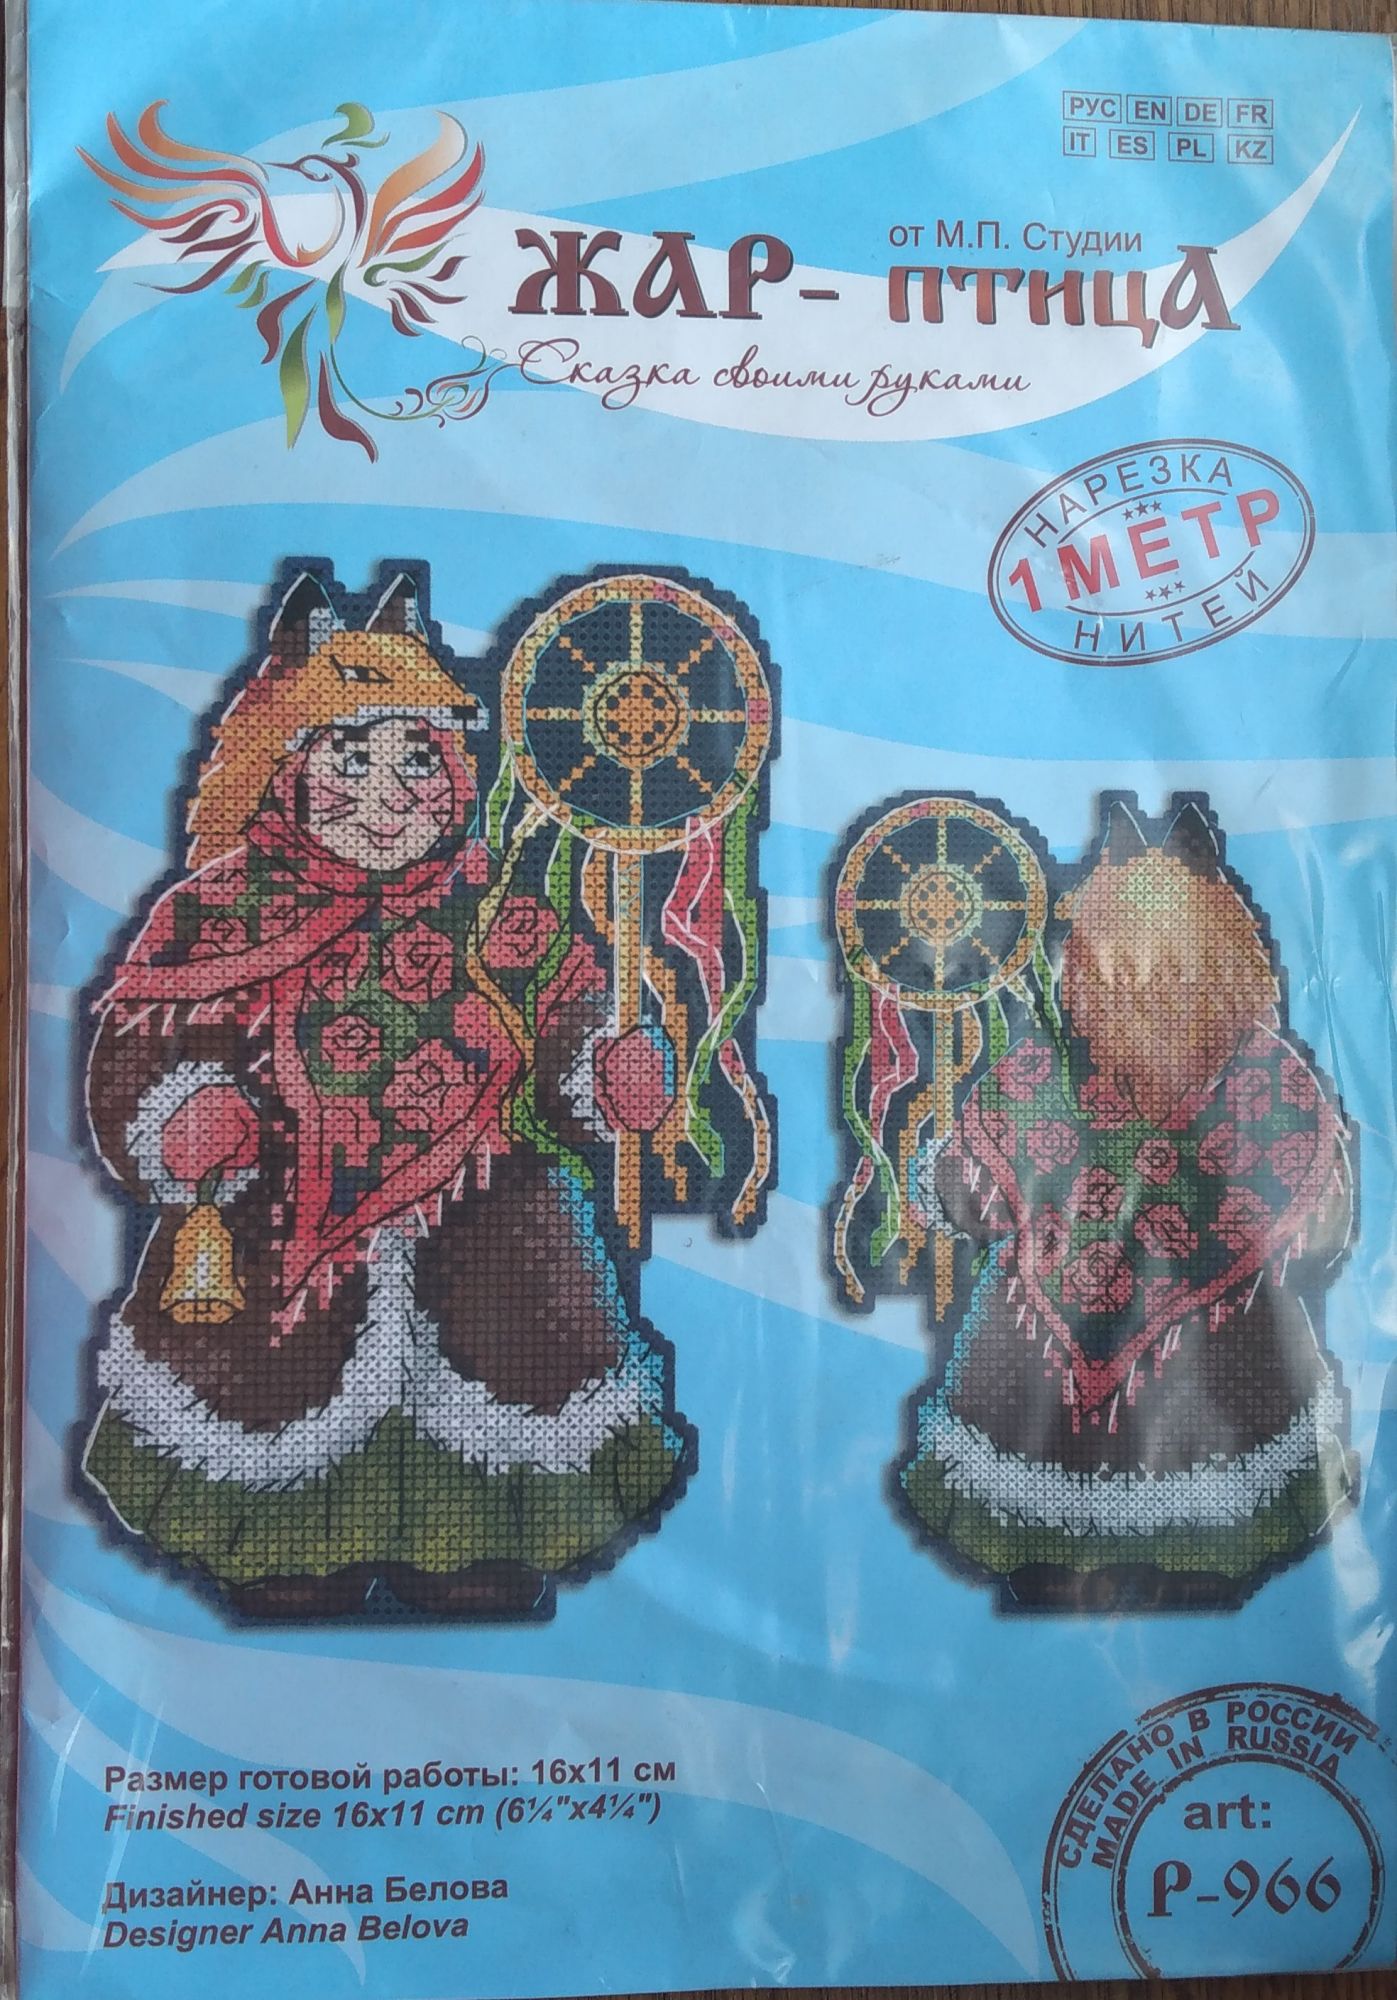 РУС EN DE FR
IT ES PL KZ
от М.П. Студии
ЖАР-ПТИЦА
Сказка своими руками
НАРЕЗКА
1 МЕТР
НИТЕЙ
Размер готовой работы: 16х11 см
Finished size 16x11 cm (6¼"x4¼")
Дизайнер: Анна Белова
Designer Anna Belova
СДЕЛАНО В РОССИИ
MADE IN RUSSIA
art:
Р-966